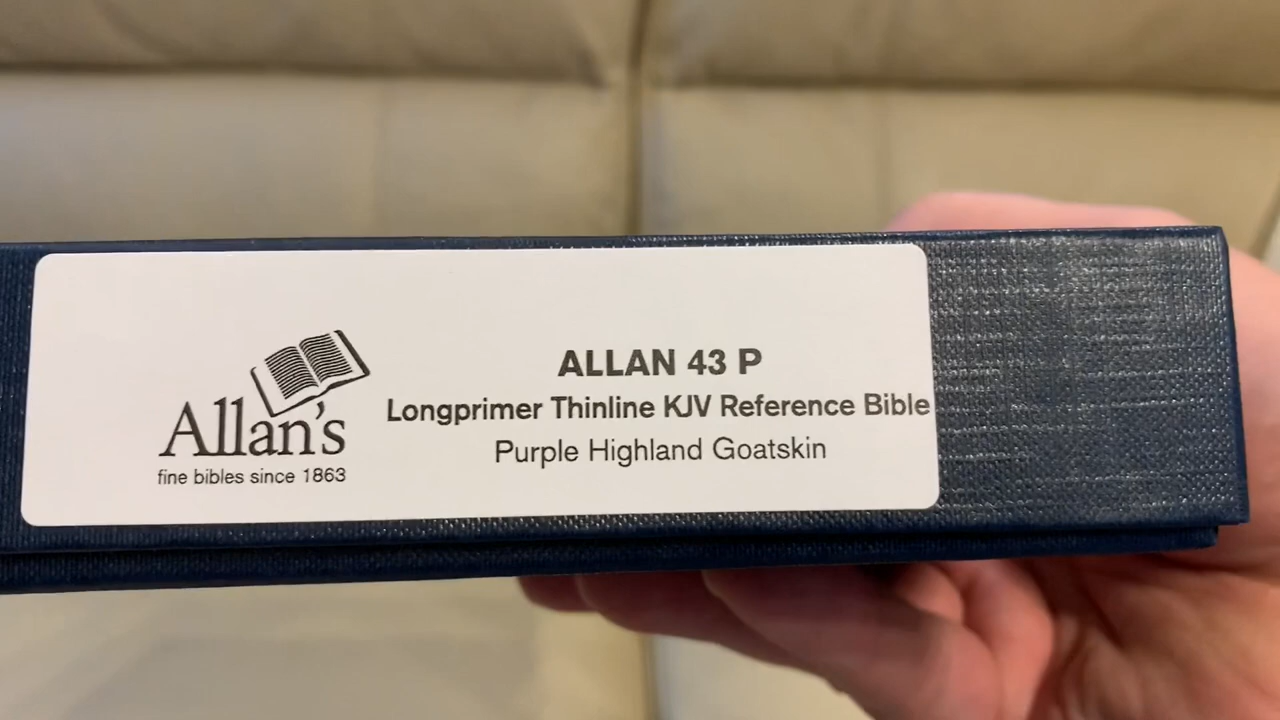 Allan's
fine bibles since 1863
ALLAN 43 P
Longprimer Thinline KJV Reference Bible
Purple Highland Goatskin